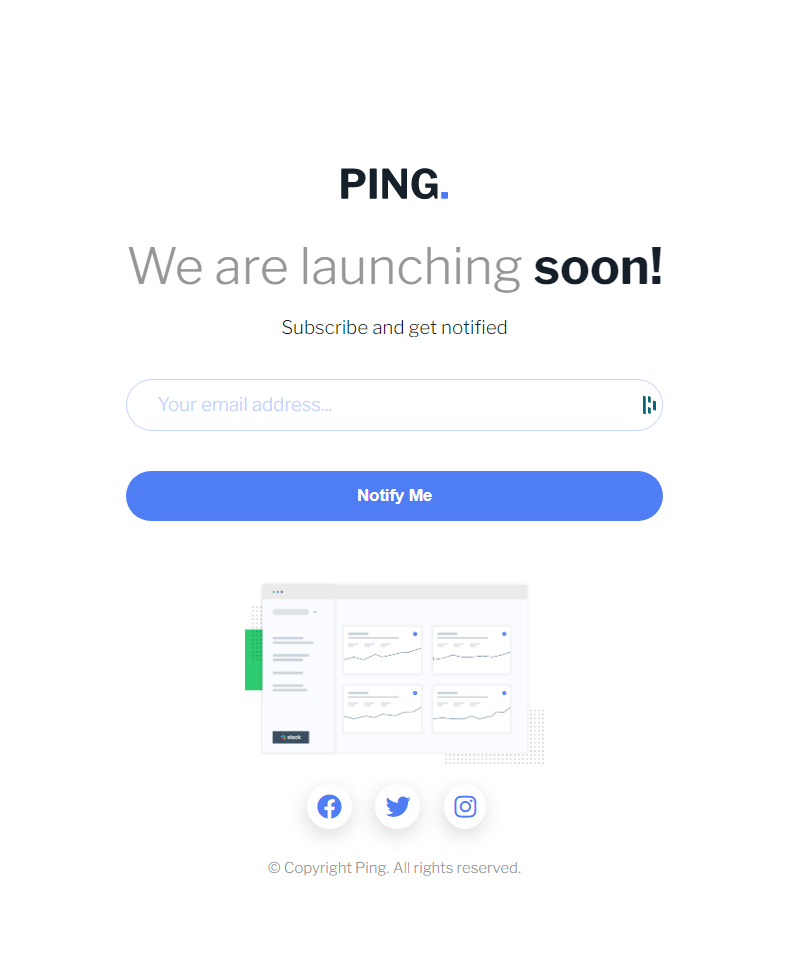 PING.
We are launching soon!
Subscribe and get notified
Your email address...
Notify Me
slack
© Copyright Ping. All rights reserved.